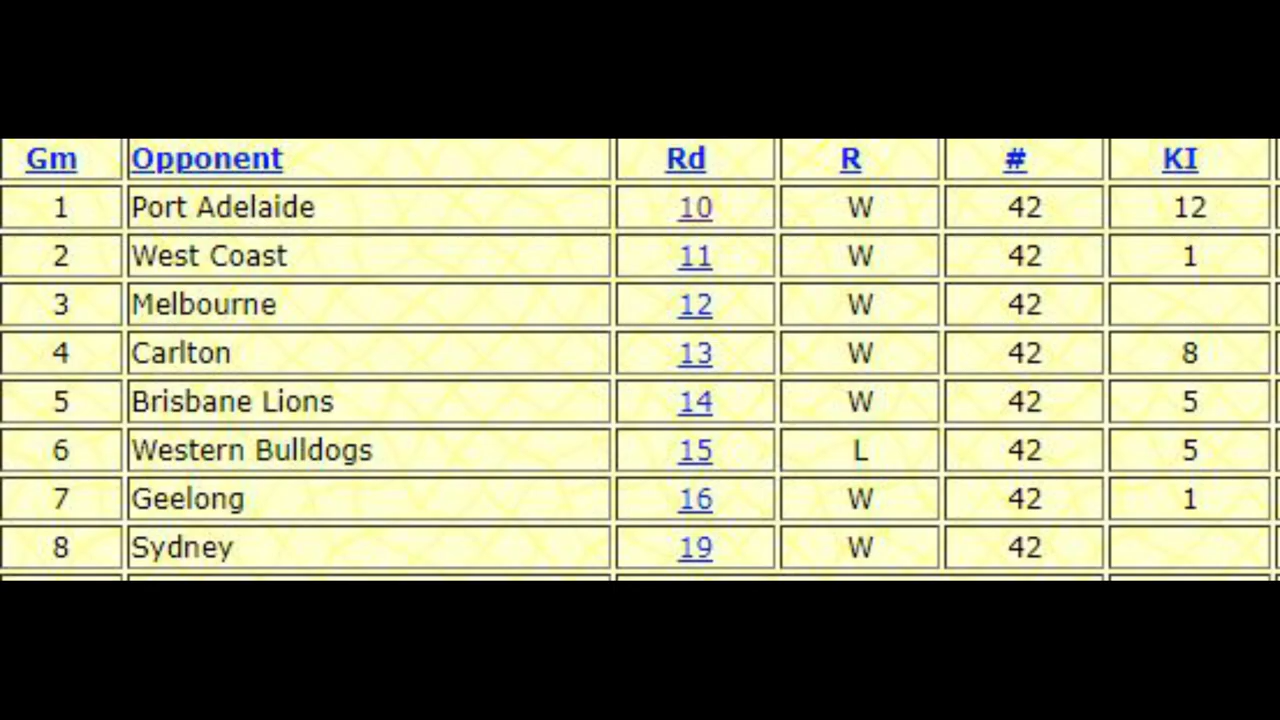 Gm Opponent Rd R # KI
1 Port Adelaide 10 W 42 12
2 West Coast 11 W 42 1
3 Melbourne 12 W 42
4 Carlton 13 W 42 8
5 Brisbane Lions 14 W 42 5
6 Western Bulldogs 15 L 42 5
7 Geelong 16 W 42 1
8 Sydney 19 W 42